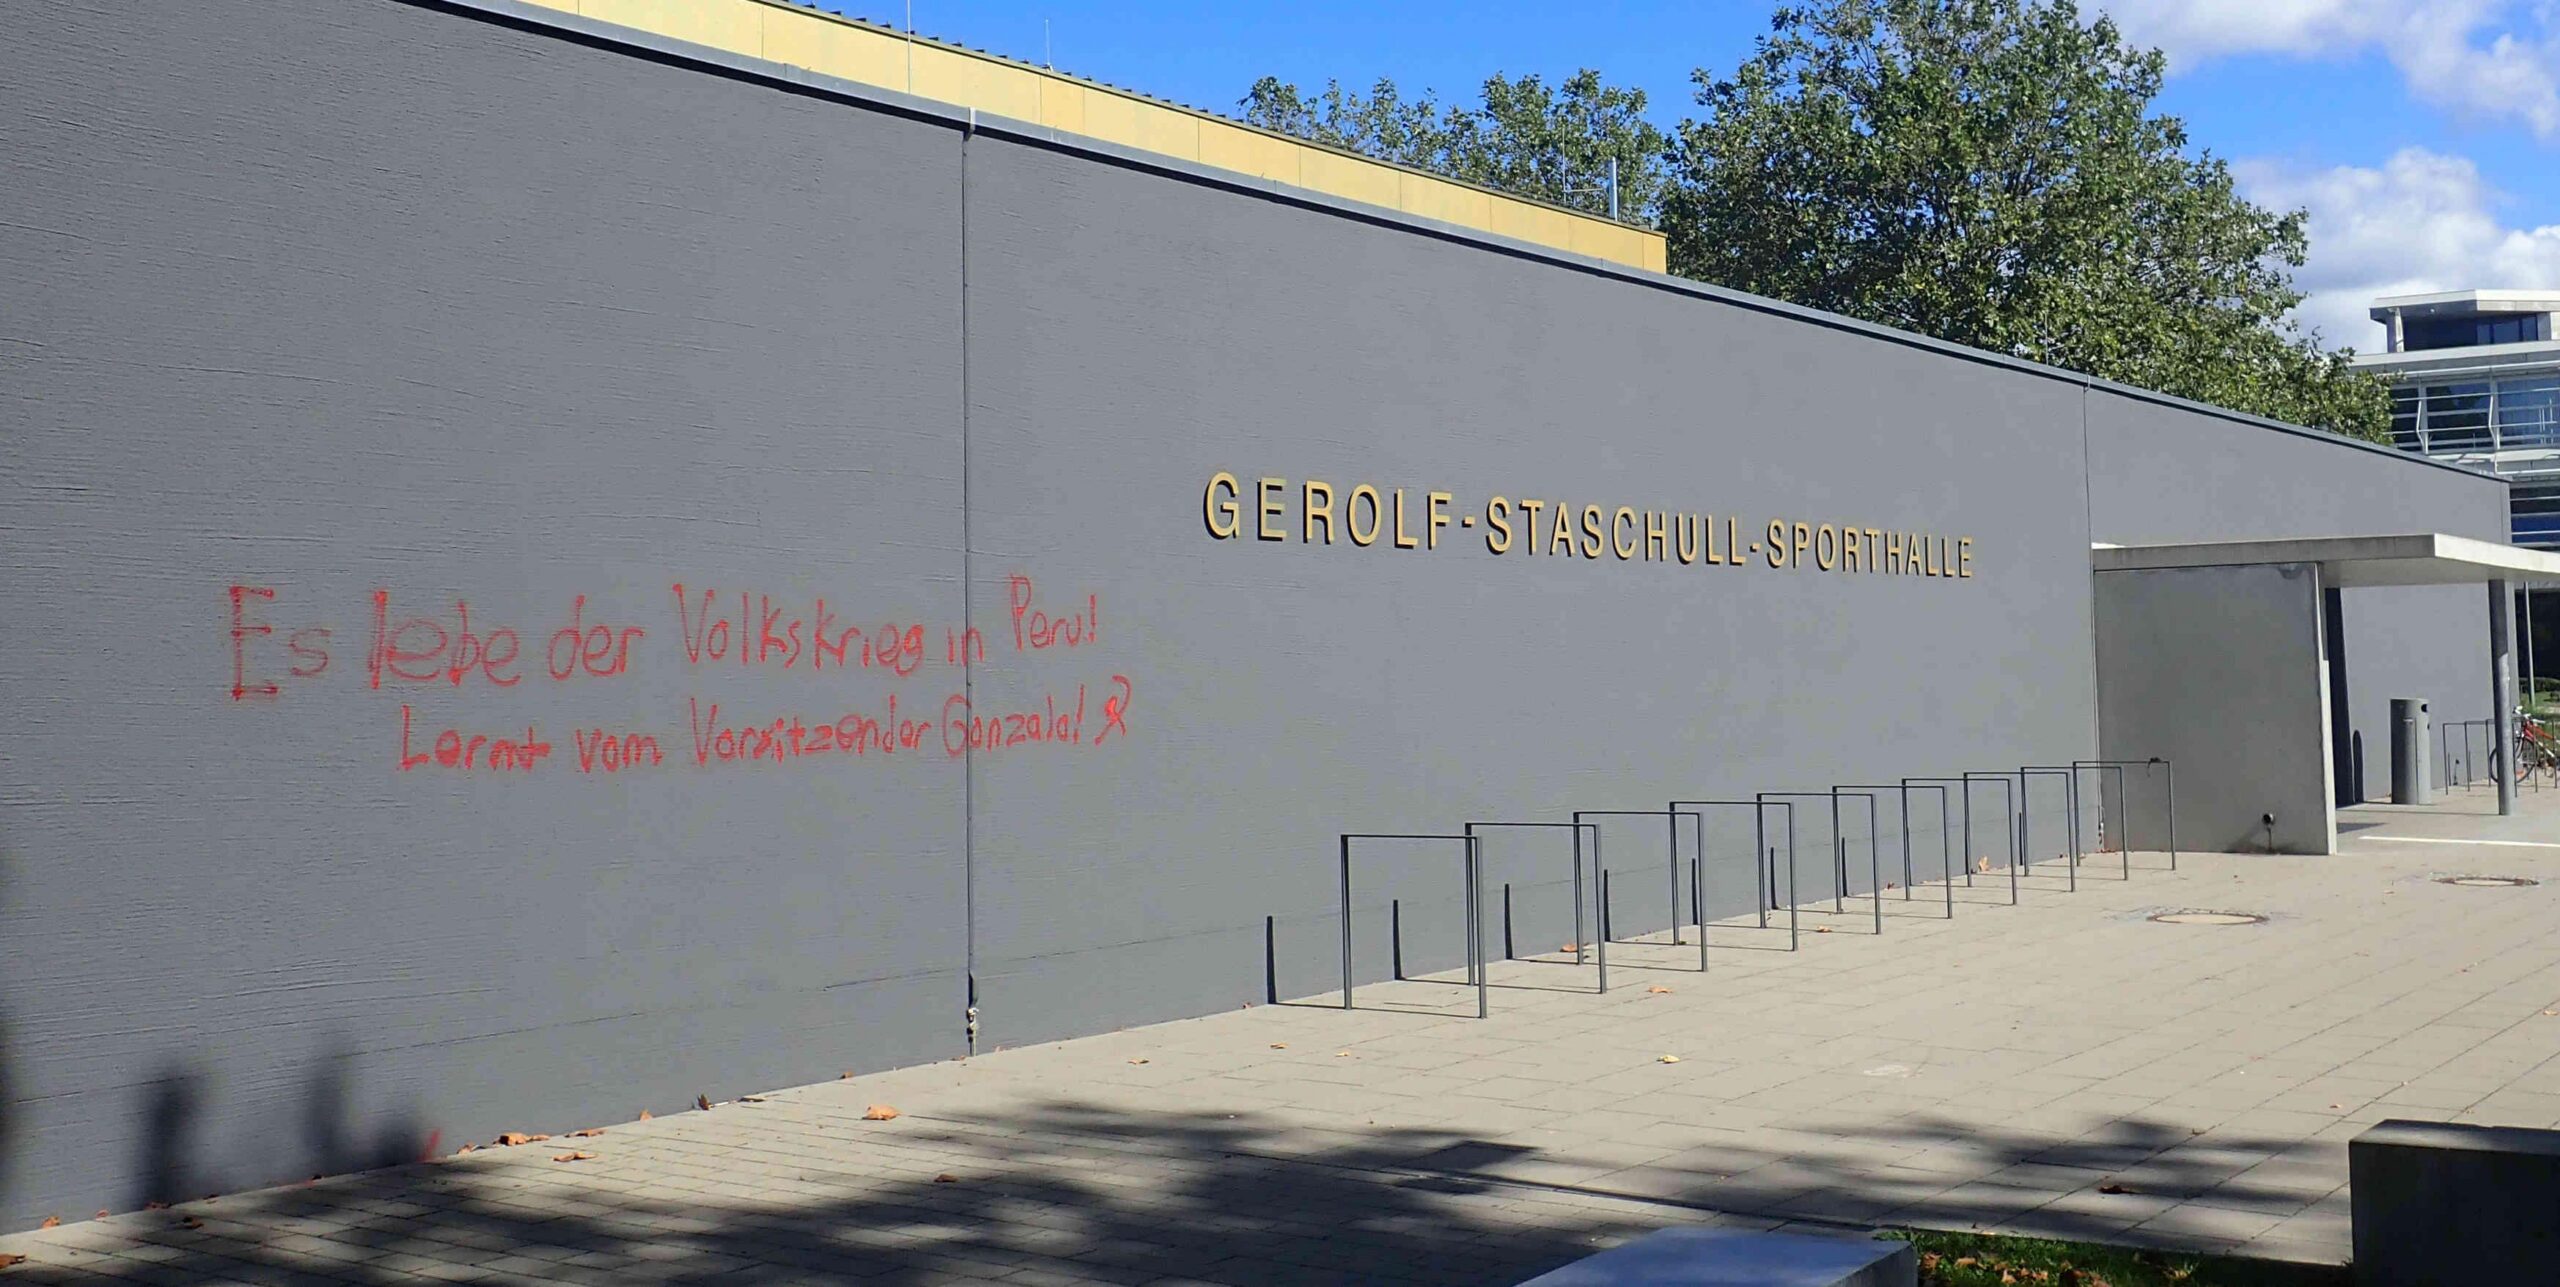 Es lebe der Volkskrieg in Peru!
Lernt vom Vorsitzender Gonzalo!
GEROLF-STASCHULL-SPORTHALLE